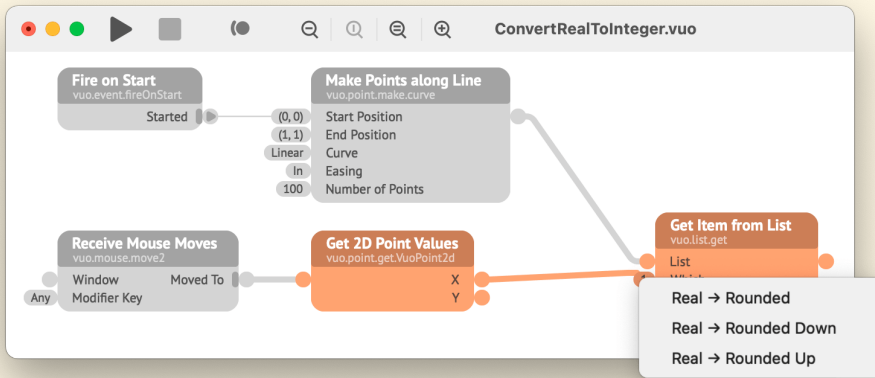 ConvertRealToInteger.vuo
Fire on Start
vuo.event.fireOnStart
Started
Make Points along Line
vuo.point.make.curve
(0, 0) Start Position
(1, 1) End Position
Linear Curve
In Easing
100 Number of Points
Receive Mouse Moves
vuo.mouse.move2
Window Moved To
Any Modifier Key
Get 2D Point Values
vuo.point.get.VuoPoint2d
X
Y
Get Item from List
vuo.list.get
List
Which
Real → Rounded
Real → Rounded Down
Real → Rounded Up